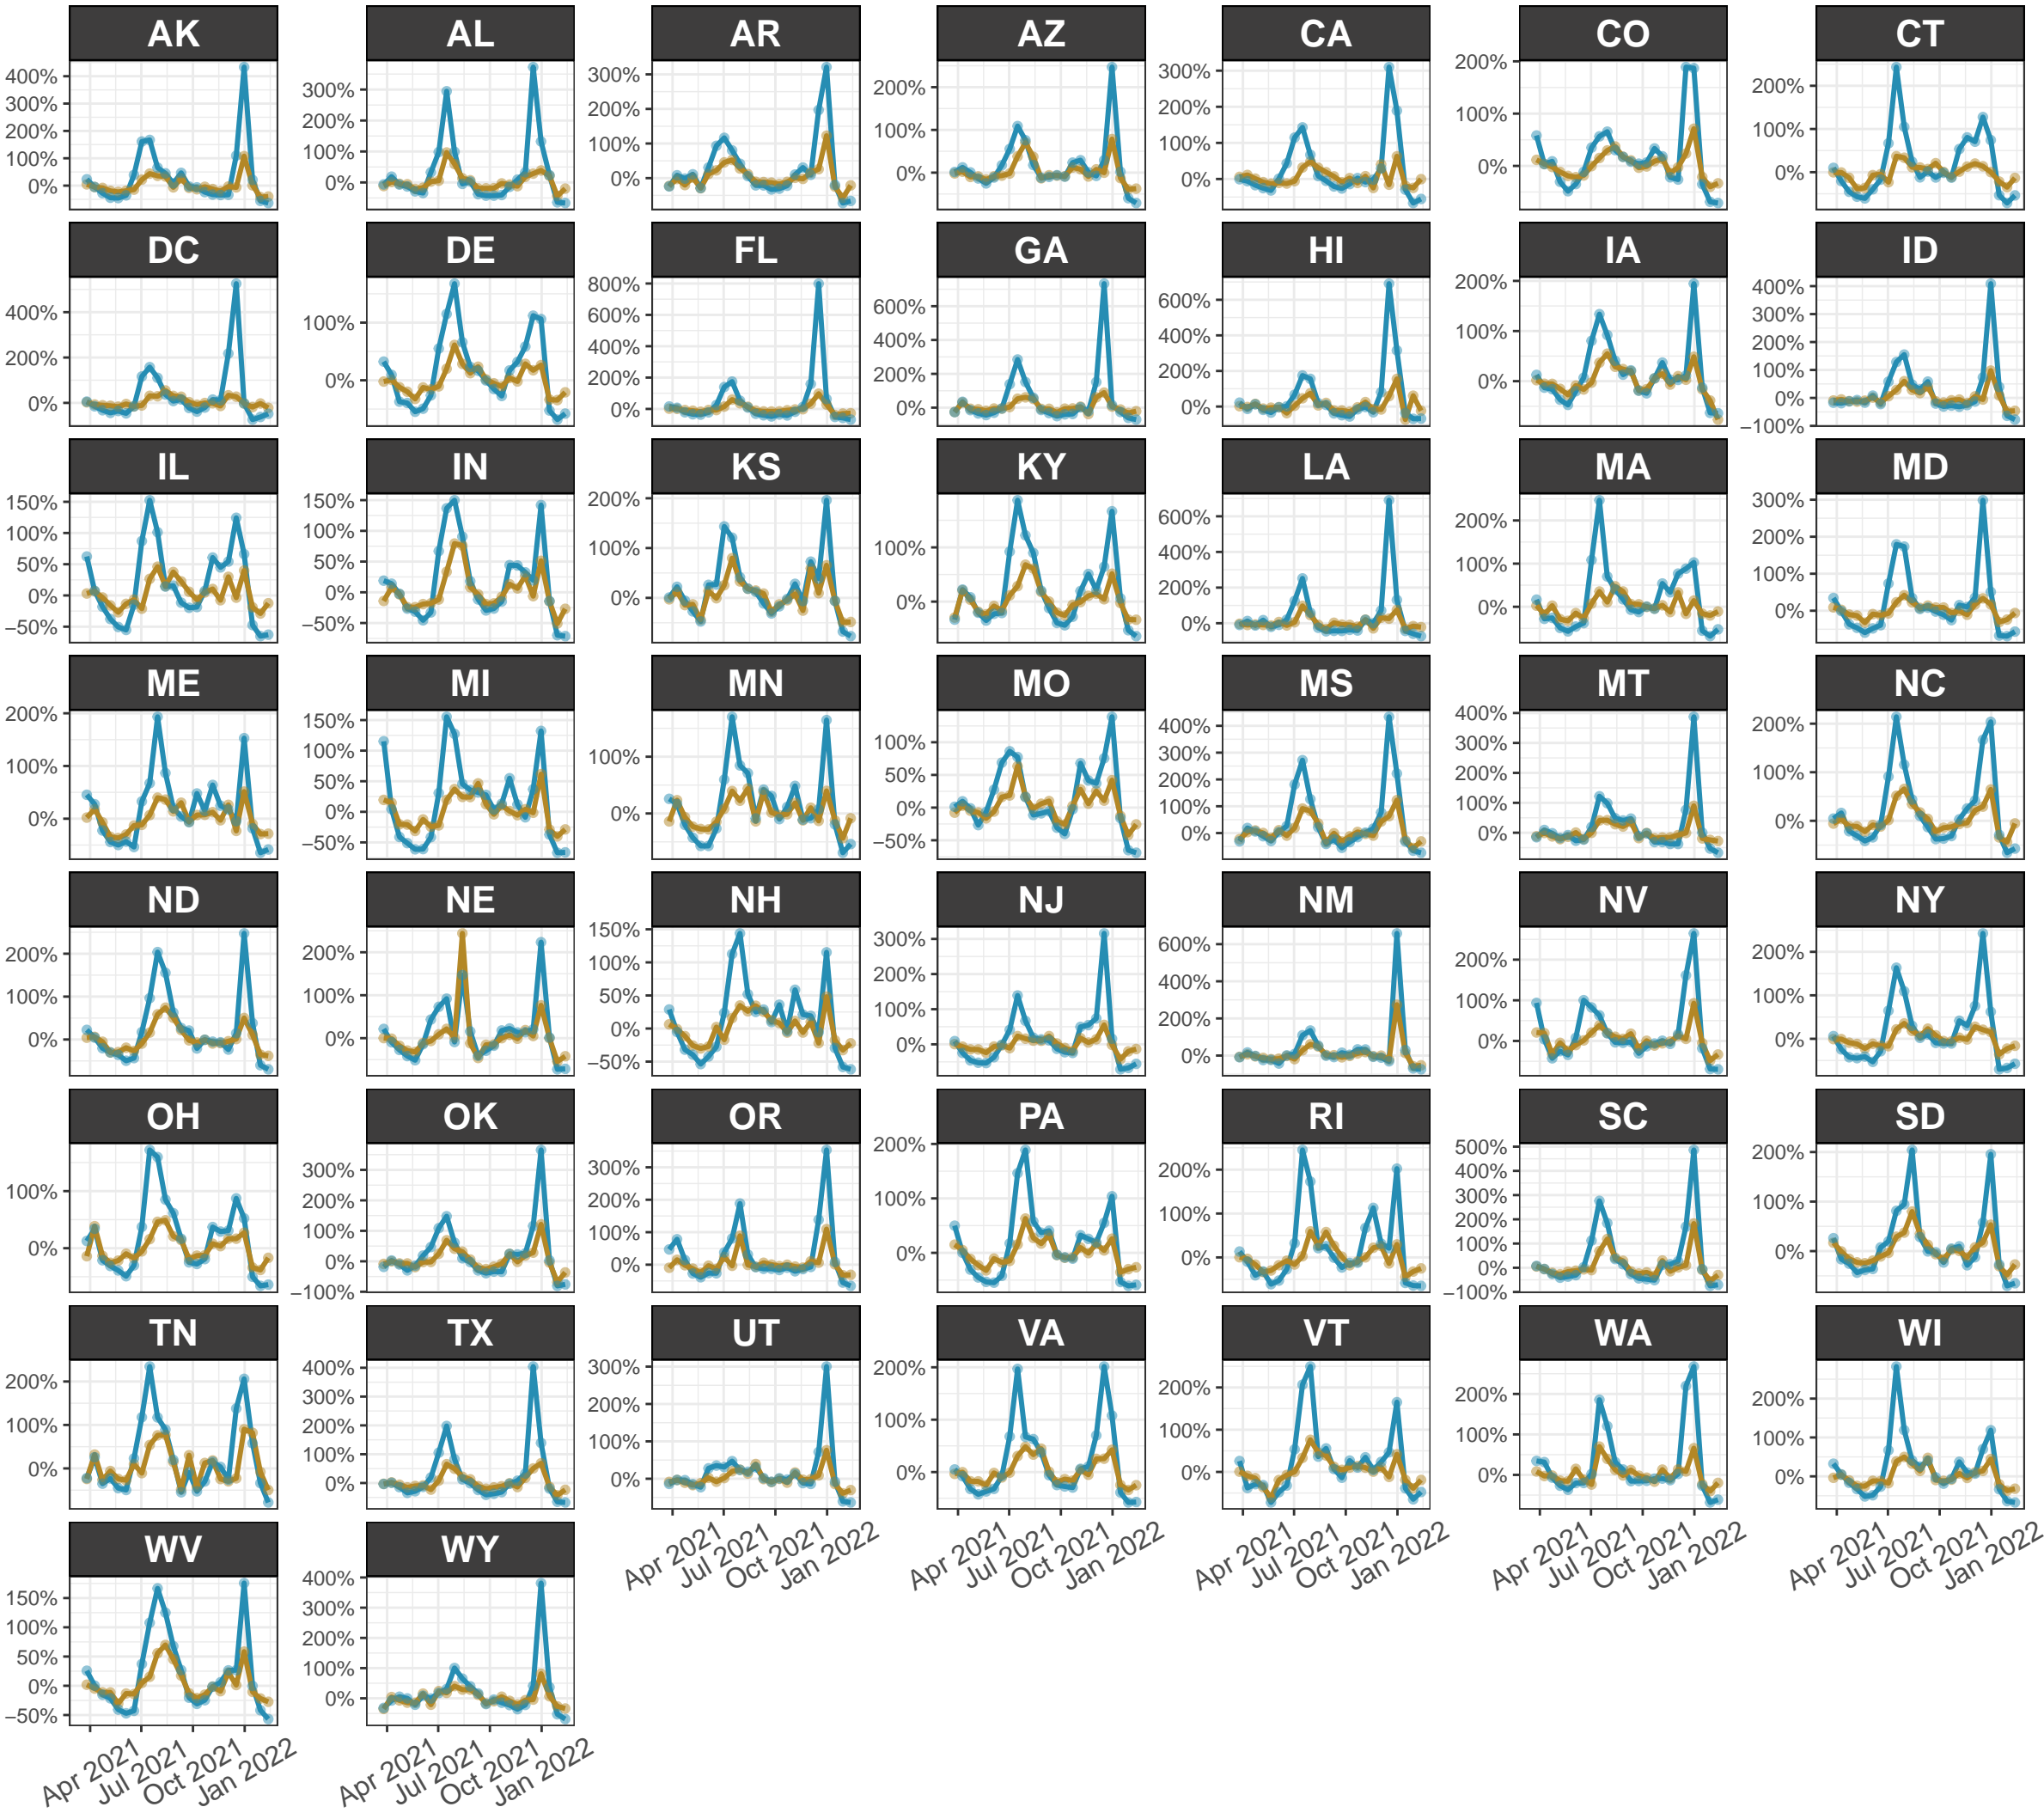 AK AL AR AZ CA CO CT
400% 300% 200% 100% 0%
300% 200% 100% 0%
300% 200% 100% 0%
200% 100% 0%
300% 200% 100% 0%
200% 100% 0%
200% 100% 0%
DC DE FL GA HI IA ID
400% 200% 0%
100% 0%
800% 600% 400% 200% 0%
600% 400% 200% 0%
600% 400% 200% 0%
200% 100% 0%
400% 300% 200% 100% 0% −100%
IL IN KS KY LA MA MD
150% 100% 50% 0% −50%
150% 100% 50% 0% −50%
200% 100% 0%
100% 0%
600% 400% 200% 0%
200% 100% 0%
300% 200% 100% 0%
ME MI MN MO MS MT NC
200% 100% 0%
150% 100% 50% 0% −50%
100% 0%
100% 50% 0% −50%
400% 300% 200% 100% 0%
400% 300% 200% 100% 0%
200% 100% 0%
ND NE NH NJ NM NV NY
200% 100% 0%
200% 100% 0%
150% 100% 50% 0% −50%
300% 200% 100% 0%
600% 400% 200% 0%
200% 100% 0%
200% 100% 0%
OH OK OR PA RI SC SD
100% 0%
300% 200% 100% 0% −100%
300% 200% 100% 0%
200% 100% 0%
200% 100% 0%
500% 400% 300% 200% 100% 0% −100%
200% 100% 0%
TN TX UT VA VT WA WI
200% 100% 0%
400% 300% 200% 100% 0%
300% 200% 100% 0%
200% 100% 0%
200% 100% 0%
200% 100% 0%
200% 100% 0%
Apr 2021 Jul 2021 Oct 2021 Jan 2022
Apr 2021 Jul 2021 Oct 2021 Jan 2022
Apr 2021 Jul 2021 Oct 2021 Jan 2022
Apr 2021 Jul 2021 Oct 2021 Jan 2022
Apr 2021 Jul 2021 Oct 2021 Jan 2022
WV WY
150% 100% 50% 0% −50%
400% 300% 200% 100% 0%
Apr 2021 Jul 2021 Oct 2021 Jan 2022
Apr 2021 Jul 2021 Oct 2021 Jan 2022